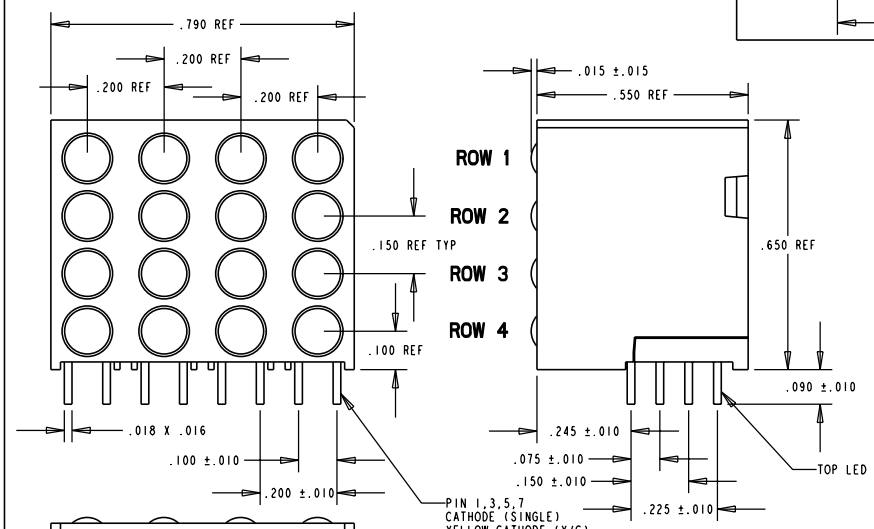 .790 REF
.200 REF
.200 REF
.200 REF
.015 ±.015
.550 REF
ROW 1
ROW 2
.150 REF TYP
.650 REF
ROW 3
ROW 4
.100 REF
.090 ±.010
.018 X .016
.245 ±.010
.100 ±.010
.075 ±.010
TOP LED
.150 ±.010
.200 ±.010
.225 ±.010
PIN 1,3,5,7
CATHODE (SINGLE)
YELLOW CATHODE (Y/G)